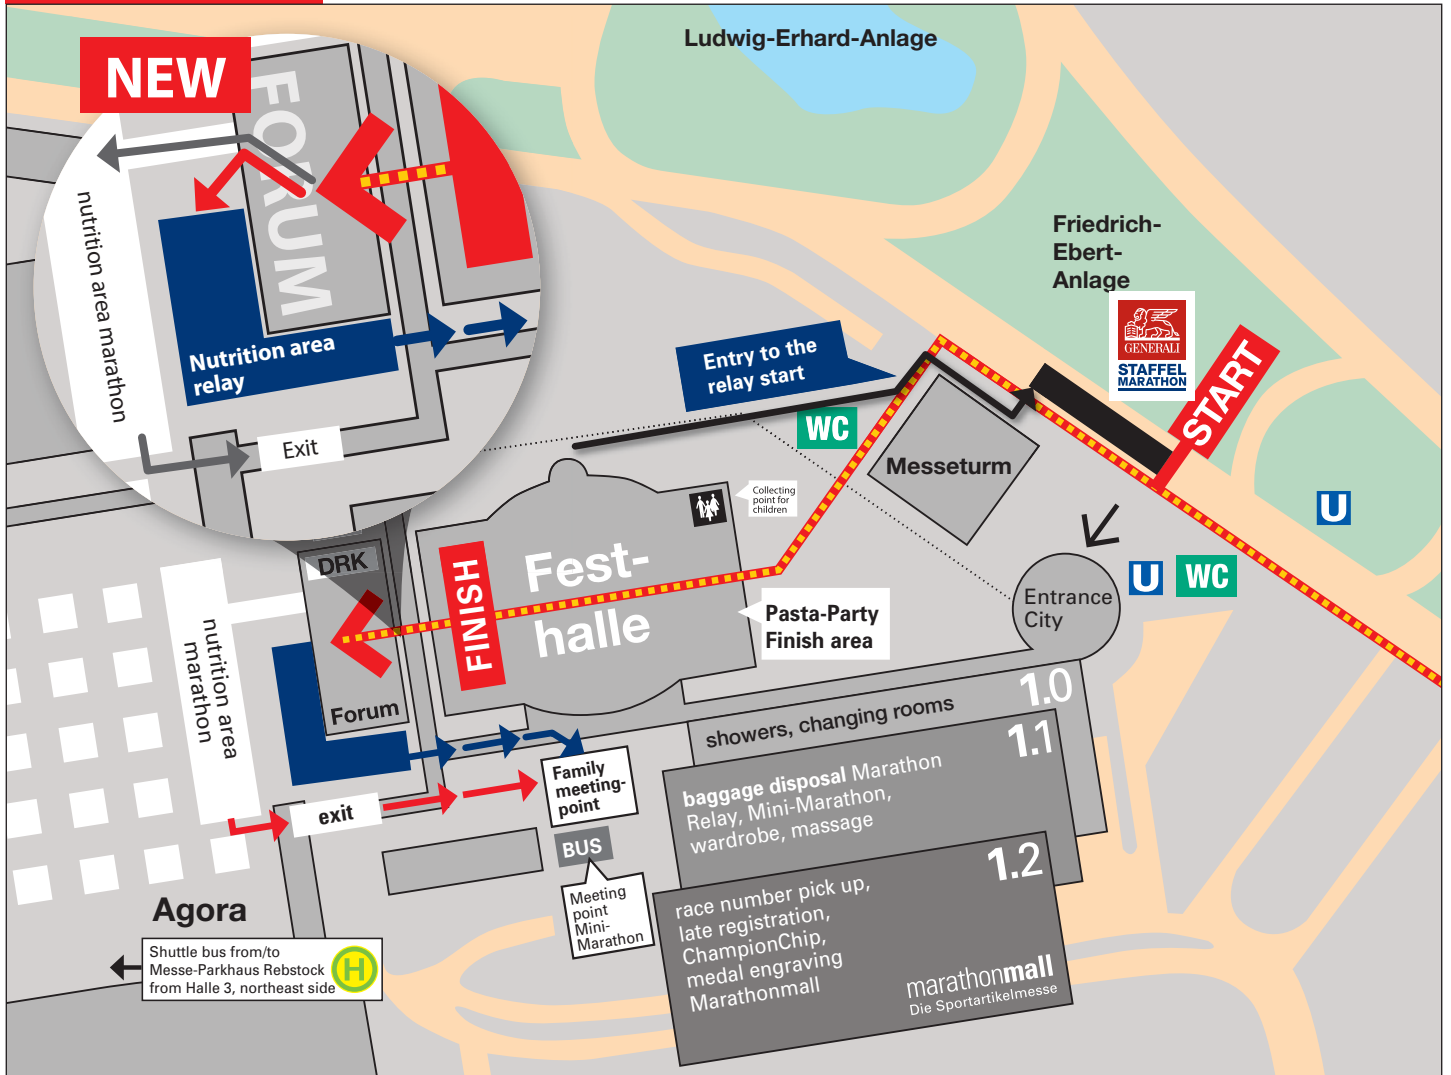 Ludwig-Erhard-Anlage
NEW
FORUM
nutrition area marathon
Nutrition area
relay
Exit
Friedrich-
Ebert-
Anlage
GENERALI
STAFFEL
MARATHON
START
Entry to the
relay start
WC
Messeturm
U
Collecting
point for
children
DRK
Fest-
halle
FINISH
U
WC
Entrance
City
Pasta-Party
Finish area
nutrition area
marathon
Forum
1.0
showers, changing rooms
1.1
baggage disposal Marathon
Relay, Mini-Marathon,
wardrobe, massage
Family
meeting-
point
exit
BUS
Meeting
point
Mini-
Marathon
1.2
race number pick up,
late registration,
ChampionChip,
medal engraving
Marathonmall
marathonmall
Die Sportartikelmesse
Agora
Shuttle bus from/to
Messe-Parkhaus Rebstock
from Halle 3, northeast side
H